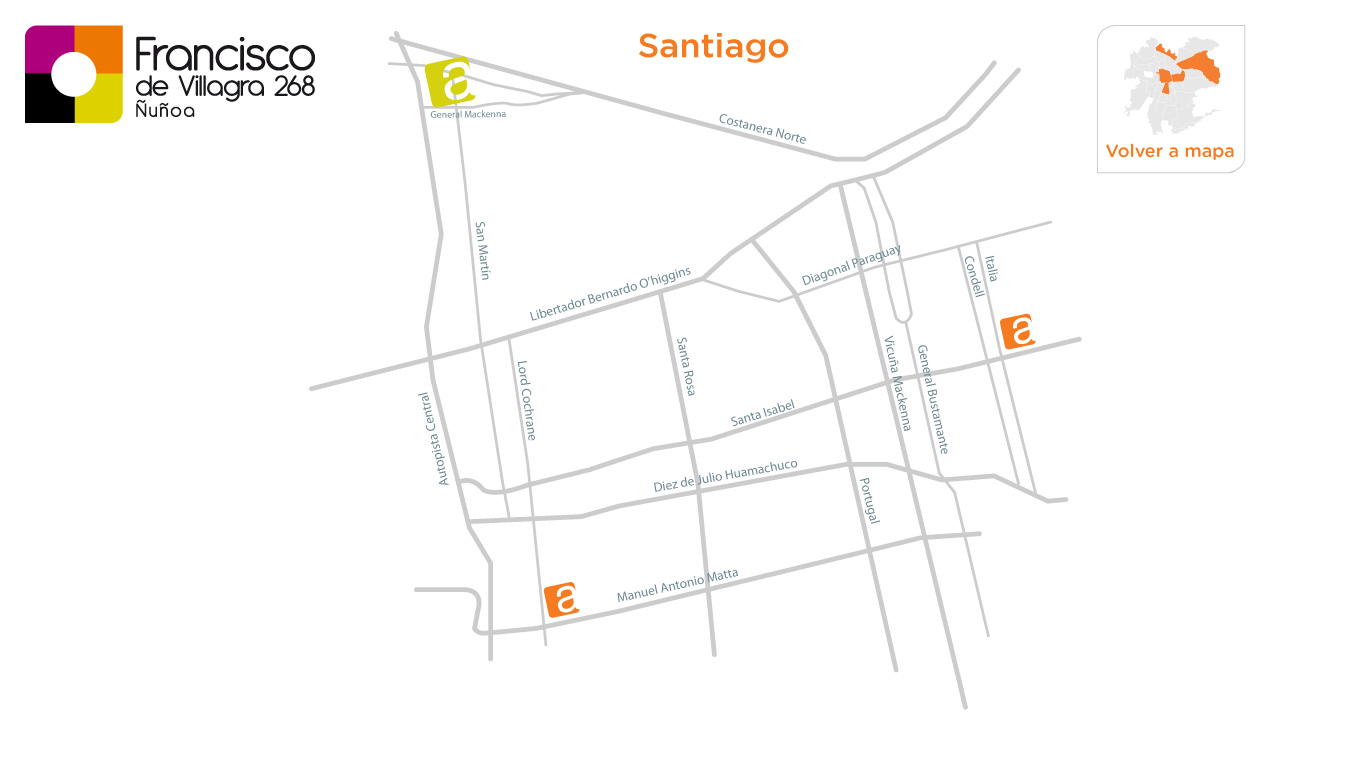 Francisco
de Villagra 268
Ñuñoa
Santiago
Volver a mapa
a
General Mackenna
Costanera Norte
San Martín
Libertador Bernardo O'higgins
Diagonal Paraguay
Condell
Italia
a
Lord Cochrane
Santa Rosa
Vicuña Mackenna
General Bustamante
Autopista Central
Santa Isabel
Diez de Julio Huamachuco
Portugal
Manuel Antonio Matta
a